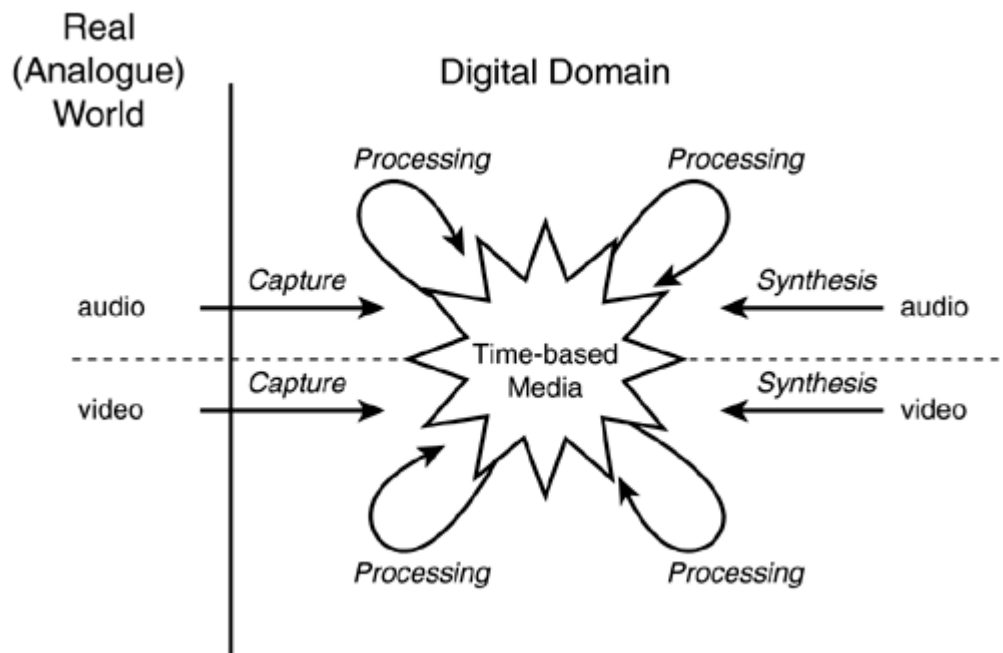 Real
(Analogue)
World
Digital Domain
Processing
Processing
Capture
Synthesis
audio
audio
Time-based
Media
Capture
Synthesis
video
video
Processing
Processing